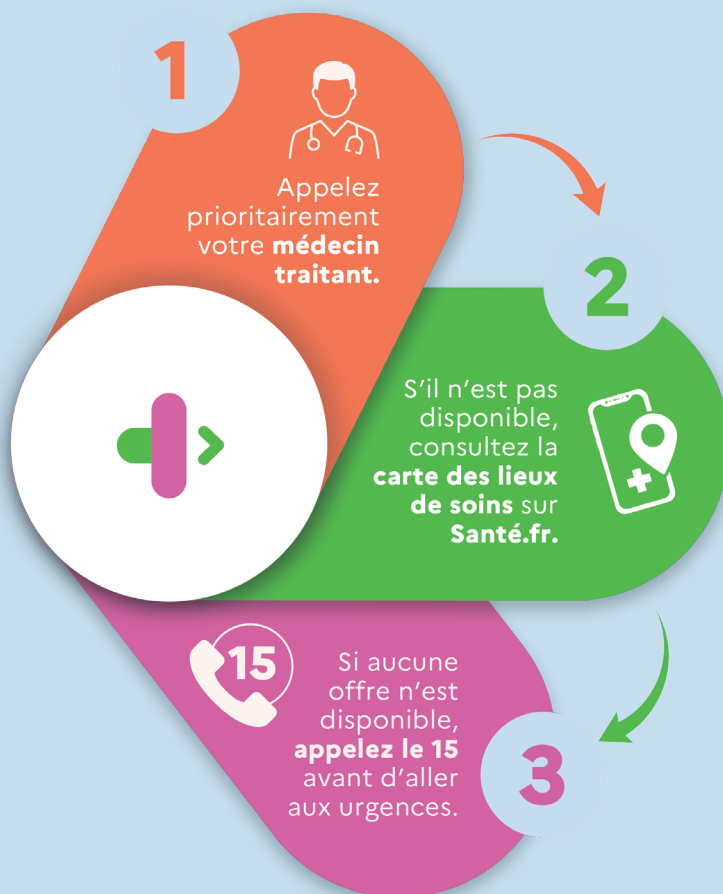 1
Appelez
prioritairement
votre médecin
traitant.
2
S'il n'est pas
disponible,
consultez la
carte des lieux
de soins sur
Santé.fr.
15
Si aucune
offre n'est
disponible,
appelez le 15
avant d'aller
aux urgences.
3